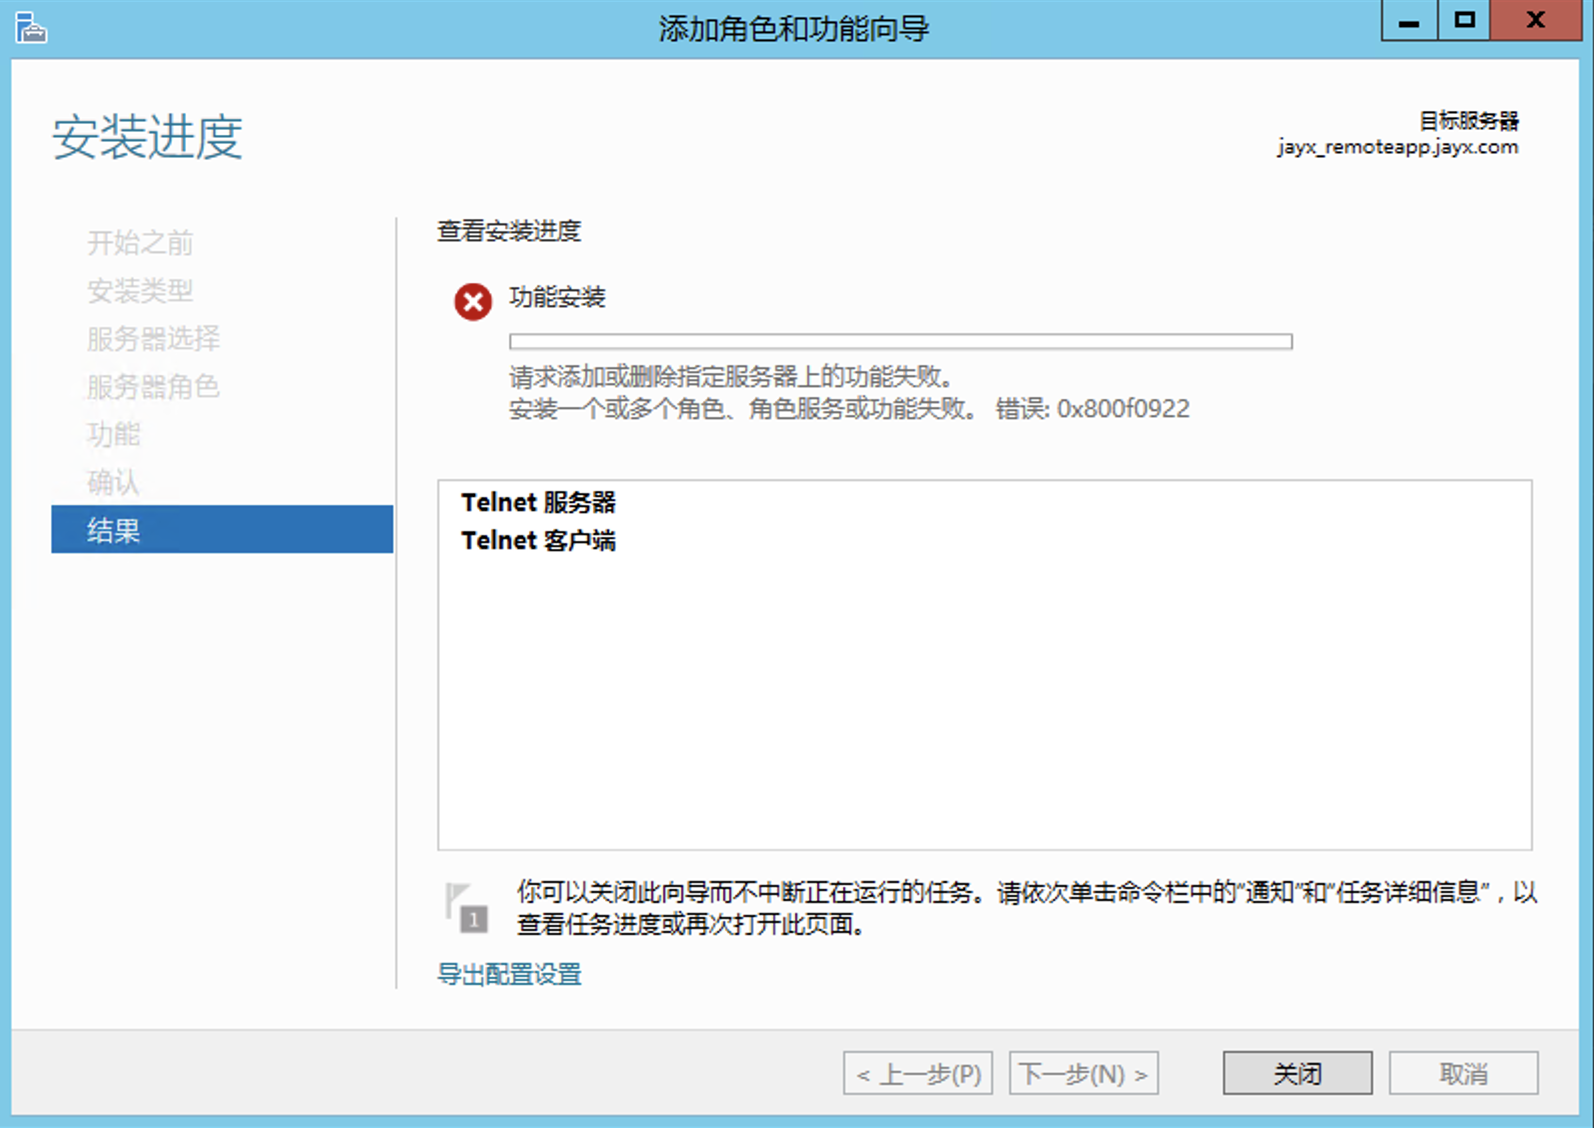 添加角色和功能向导
安装进度
目标服务器
jayx_remoteapp.jayx.com
开始之前
安装类型
服务器选择
服务器角色
功能
确认
结果
查看安装进度
功能安装
请求添加或删除指定服务器上的功能失败。
安装一个或多个角色、角色服务或功能失败。 错误: 0x800f0922
Telnet 服务器
Telnet 客户端
1
你可以关闭此向导而不中断正在运行的任务。请依次单击命令栏中的“通知”和“任务详细信息”，以
查看任务进度或再次打开此页面。
导出配置设置
< 上一步(P)
下一步(N) >
关闭
取消